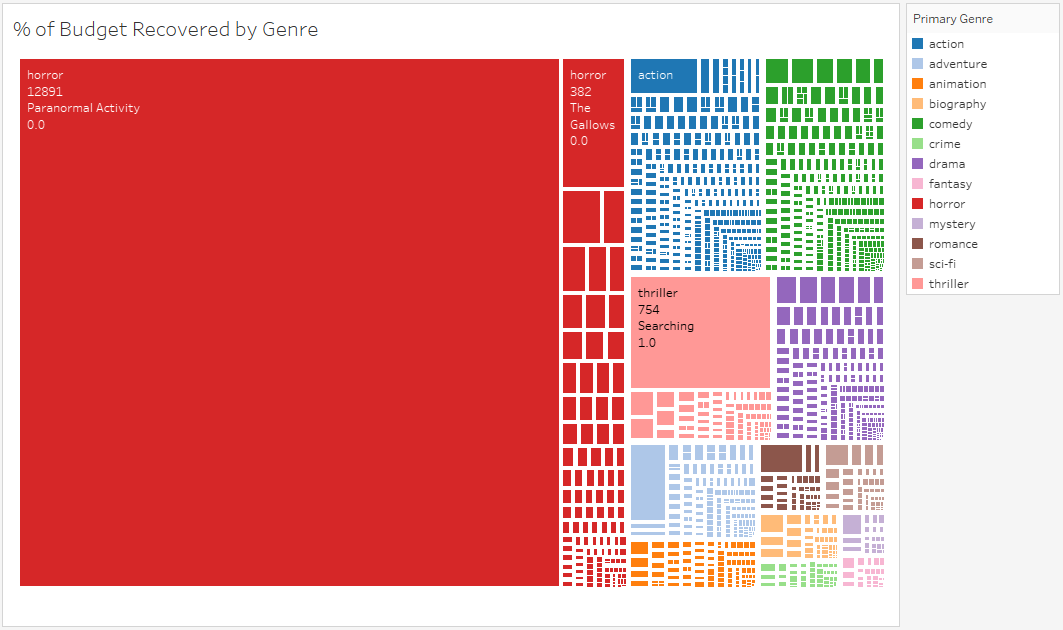 % of Budget Recovered by Genre
horror
12891
Paranormal Activity
0.0
horror
382
The
Gallows
0.0
action
thriller
754
Searching
1.0
Primary Genre
action
adventure
animation
biography
comedy
crime
drama
fantasy
horror
mystery
romance
sci-fi
thriller